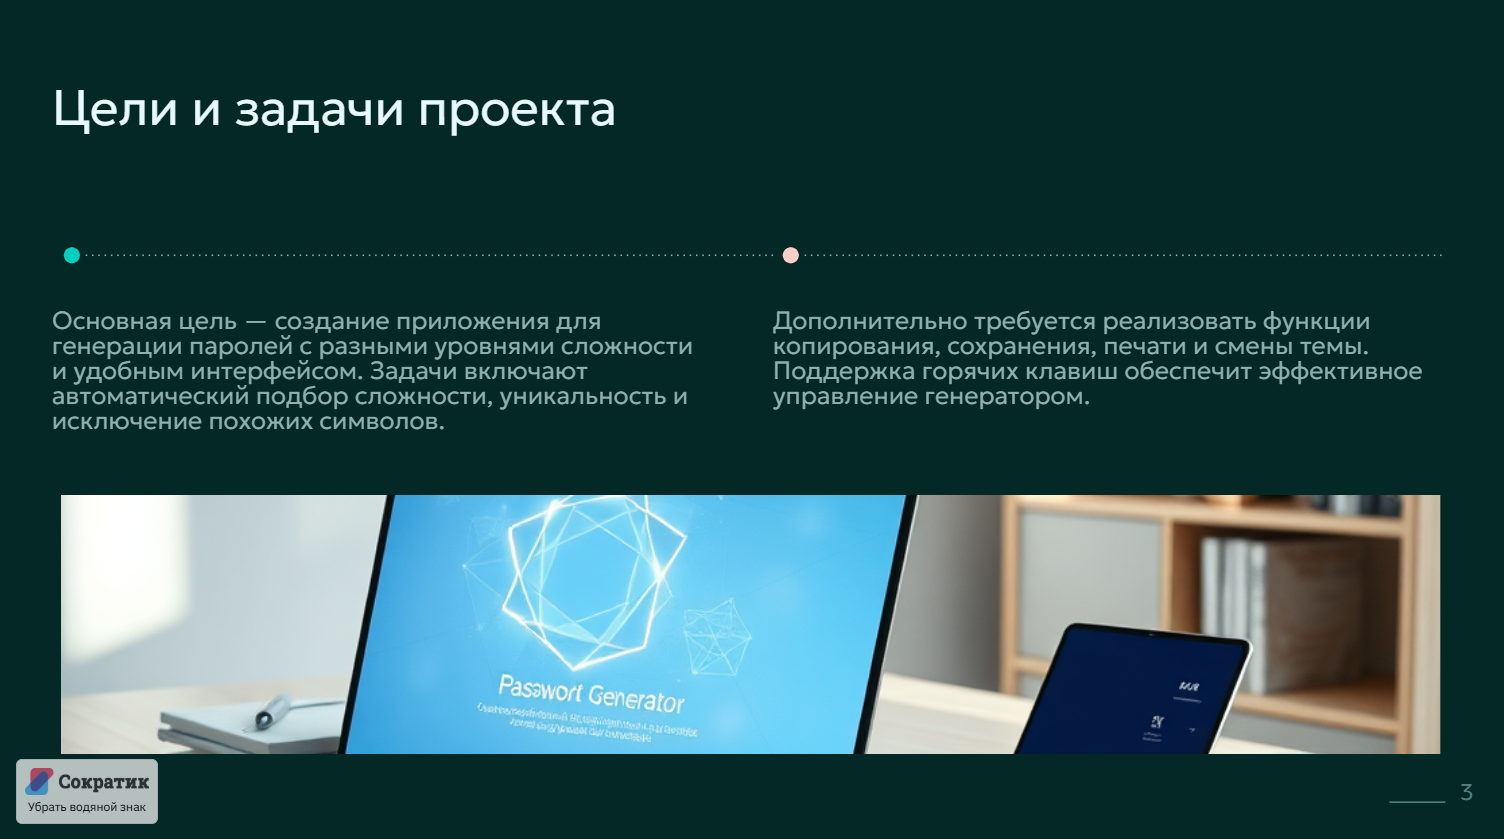 Цели и задачи проекта
Основная цель — создание приложения для
генерации паролей с разными уровнями сложности
и удобным интерфейсом. Задачи включают
автоматический подбор сложности, уникальность и
исключение похожих символов.
Дополнительно требуется реализовать функции
копирования, сохранения, печати и смены темы.
Поддержка горячих клавиш обеспечит эффективное
управление генератором.
Passwort Generator
Сократик
Убрать водяной знак
3